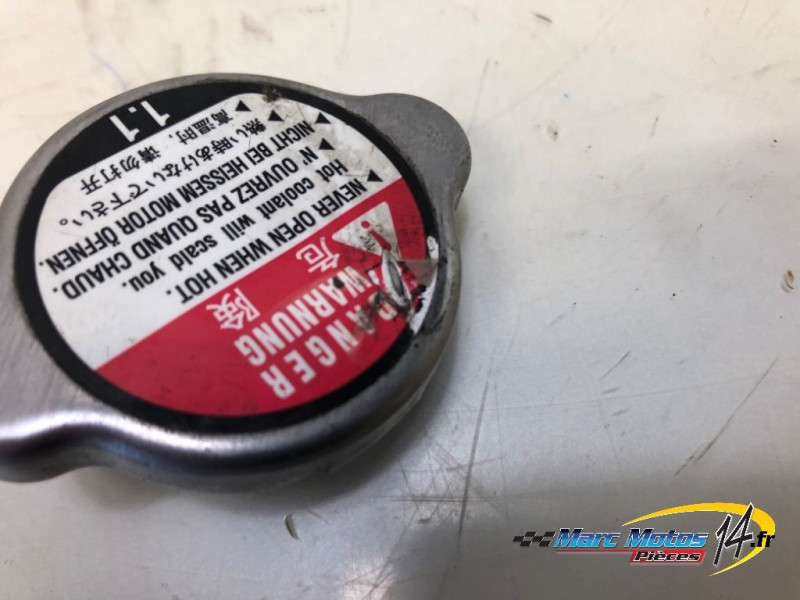 DANGER
WARNUNG
危険
NEVER OPEN WHEN HOT.
Hot coolant will scald you.
N' OUVREZ PAS QUAND CHAUD.
NICHT BEI HEISSEM MOTOR ÖFFNEN.
熱い時あけないで下さい。
高温时，请勿打开
1.1
Marc Motos 14.fr
Pièces